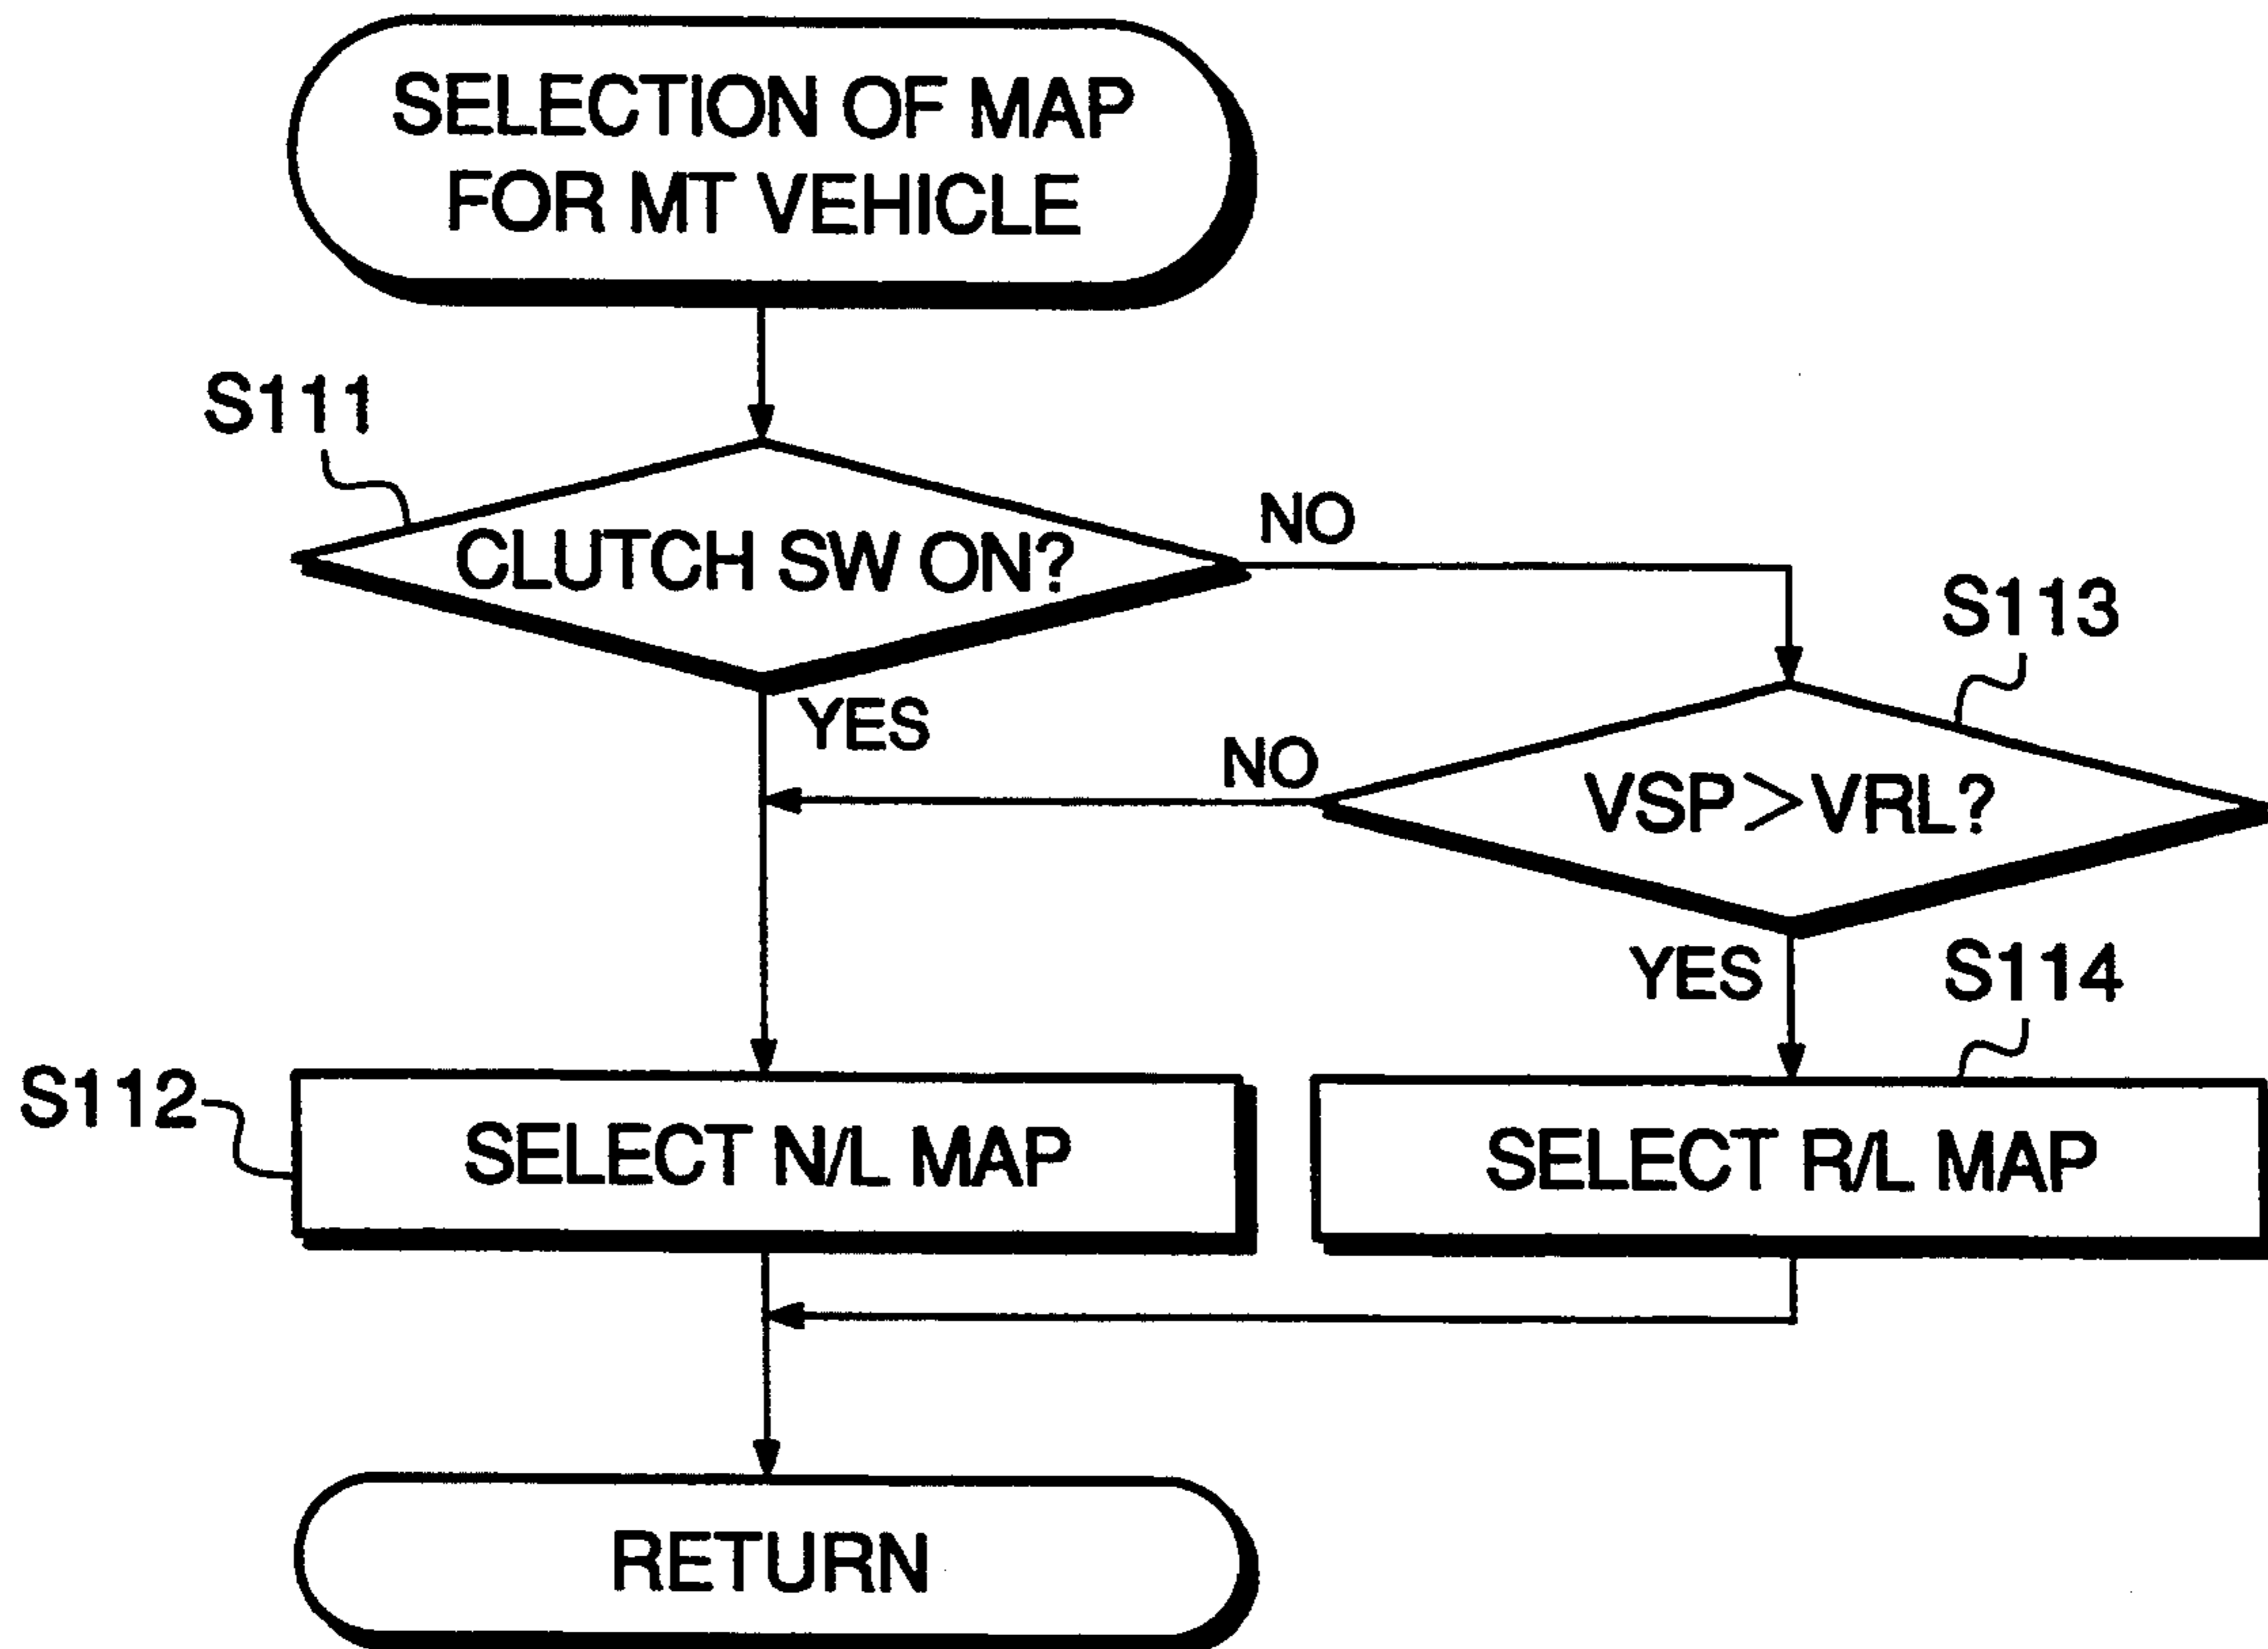 SELECTION OF MAP
FOR MT VEHICLE
S111
CLUTCH SW ON?
NO
S113
YES
NO
VSP>VRL?
YES
S114
S112
SELECT N/L MAP
SELECT R/L MAP
RETURN